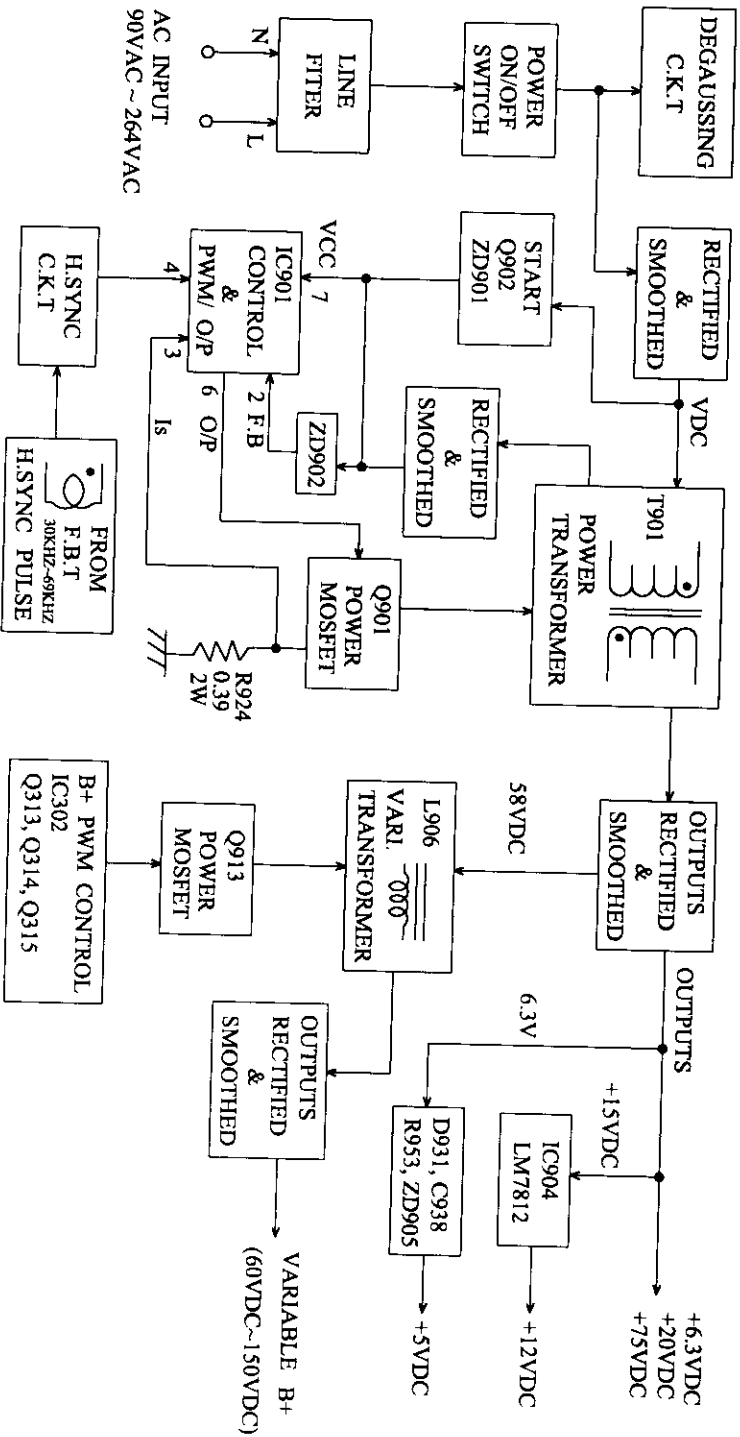 AC INPUT
90VAC ~ 264VAC
N
L
LINE
FITER
POWER
ON/OFF
SWITCH
DEGAUSSING
C.K.T
RECTIFIED
&
SMOOTHED
VDC
START
Q902
ZD901
VCC
7
IC901
CONTROL
&
PWM/ O/P
4
3
2 F.B
6 O/P
Is
H.SYNC
C.K.T
FROM
F.B.T
30KHZ~69KHZ
H.SYNC PULSE
ZD902
RECTIFIED
&
SMOOTHED
T901
POWER
TRANSFORMER
Q901
POWER
MOSFET
R924
0.39
2W
OUTPUTS
RECTIFIED
&
SMOOTHED
58VDC
L906
VARI.
TRANSFORMER
Q913
POWER
MOSFET
B+ PWM CONTROL
IC302
Q313, Q314, Q315
OUTPUTS
RECTIFIED
&
SMOOTHED
VARIABLE B+
(60VDC~150VDC)
OUTPUTS
6.3V
D931, C938
R953, ZD905
+5VDC
+15VDC
IC904
LM7812
+12VDC
+6.3VDC
+20VDC
+75VDC